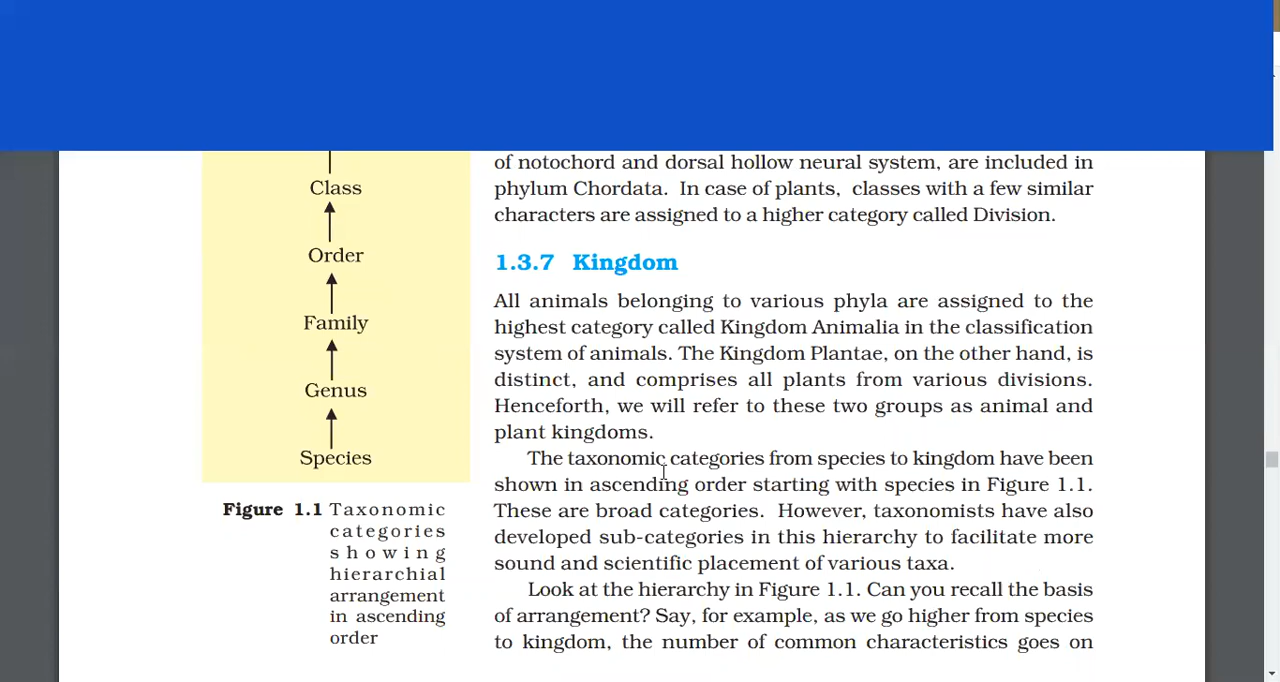 Class
Order
Family
Genus
Species
Figure 1.1 Taxonomic
categories
showing
hierarchial
arrangement
in ascending
order
of notochord and dorsal hollow neural system, are included in
phylum Chordata. In case of plants, classes with a few similar
characters are assigned to a higher category called Division.
1.3.7 Kingdom
All animals belonging to various phyla are assigned to the
highest category called Kingdom Animalia in the classification
system of animals. The Kingdom Plantae, on the other hand, is
distinct, and comprises all plants from various divisions.
Henceforth, we will refer to these two groups as animal and
plant kingdoms.
The taxonomic categories from species to kingdom have been
shown in ascending order starting with species in Figure 1.1.
These are broad categories. However, taxonomists have also
developed sub-categories in this hierarchy to facilitate more
sound and scientific placement of various taxa.
Look at the hierarchy in Figure 1.1. Can you recall the basis
of arrangement? Say, for example, as we go higher from species
to kingdom, the number of common characteristics goes on